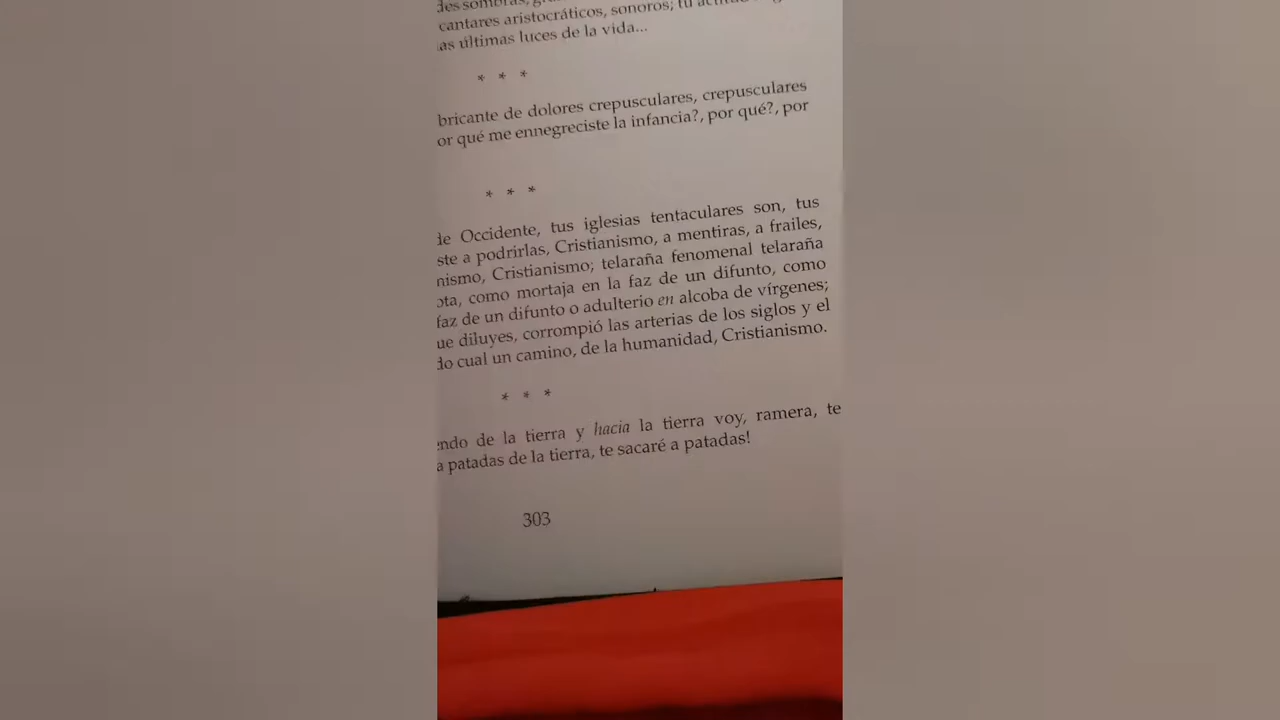 cantares aristocráticos, sonoros; tu
as últimas luces de la vida...
* * *
bricante de dolores crepusculares, crepusculares
or qué me ennegreciste la infancia?, por qué?, por
* * *
de Occidente, tus iglesias tentaculares son, tus
ste a podrirlas, Cristianismo, a mentiras, a frailes,
nismo, Cristianismo; telaraña fenomenal telaraña
ota, como mortaja en la faz de un difunto, como
faz de un difunto o adulterio en alcoba de vírgenes;
ue diluyes, corrompió las arterias de los siglos y el
do cual un camino, de la humanidad, Cristianismo.
* * *
endo de la tierra y hacia la tierra voy, ramera, te
a patadas de la tierra, te sacaré a patadas!
303